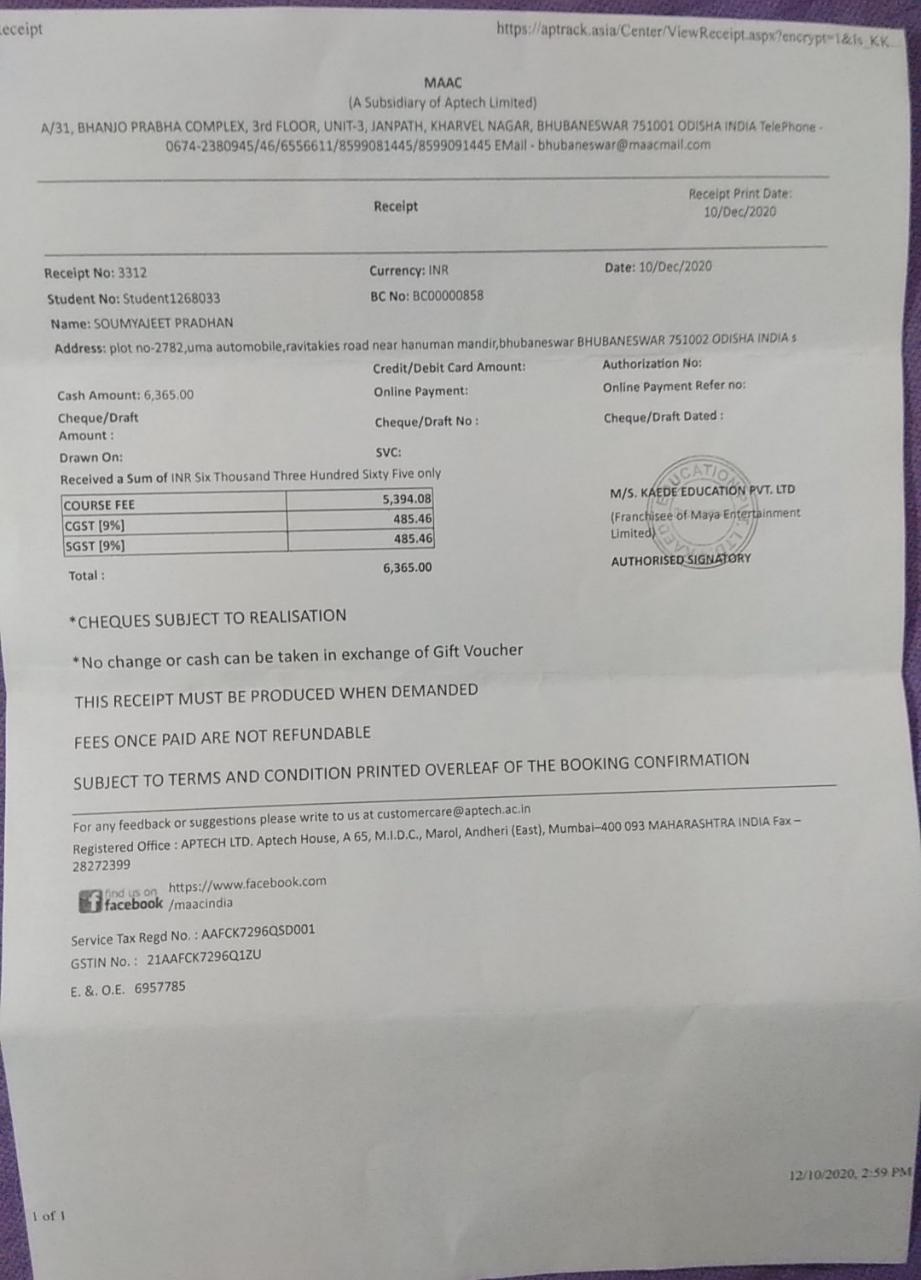 eceipt
https://aptrack.asia/Center/ViewReceipt.aspx?encrypt=1&Is_KK...
MAAC
(A Subsidiary of Aptech Limited)
A/31, BHANJO PRABHA COMPLEX, 3rd FLOOR, UNIT-3, JANPATH, KHARVEL NAGAR, BHUBANESWAR 751001 ODISHA INDIA TelePhone -
0674-2380945/46/6556611/8599081445/8599091445 EMail - bhubaneswar@maacmail.com
Receipt
Receipt Print Date:
10/Dec/2020
Receipt No: 3312 Currency: INR Date: 10/Dec/2020
Student No: Student1268033 BC No: BC00000858
Name: SOUMYAJEET PRADHAN
Address: plot no-2782,uma automobile,ravitakies road near hanuman mandir,bhubaneswar BHUBANESWAR 751002 ODISHA INDIA s
Credit/Debit Card Amount: Authorization No:
Cash Amount: 6,365.00 Online Payment: Online Payment Refer no:
Cheque/Draft
Amount :
Cheque/Draft No : Cheque/Draft Dated :
Drawn On: SVC:
Received a Sum of INR Six Thousand Three Hundred Sixty Five only
COURSE FEE 5,394.08
CGST [9%] 485.46
SGST [9%] 485.46
Total : 6,365.00
M/S. KAEDE EDUCATION PVT. LTD
(Franchisee of Maya Entertainment
Limited)
AUTHORISED SIGNATORY
*CHEQUES SUBJECT TO REALISATION
*No change or cash can be taken in exchange of Gift Voucher
THIS RECEIPT MUST BE PRODUCED WHEN DEMANDED
FEES ONCE PAID ARE NOT REFUNDABLE
SUBJECT TO TERMS AND CONDITION PRINTED OVERLEAF OF THE BOOKING CONFIRMATION
For any feedback or suggestions please write to us at customercare@aptech.ac.in
Registered Office : APTECH LTD. Aptech House, A 65, M.I.D.C., Marol, Andheri (East), Mumbai–400 093 MAHARASHTRA INDIA Fax –
28272399
find us on
facebook
https://www.facebook.com
/maacindia
Service Tax Regd No. : AAFCK7296QSD001
GSTIN No. : 21AAFCK7296Q1ZU
E. &. O.E. 6957785
12/10/2020, 2:59 PM
1 of 1